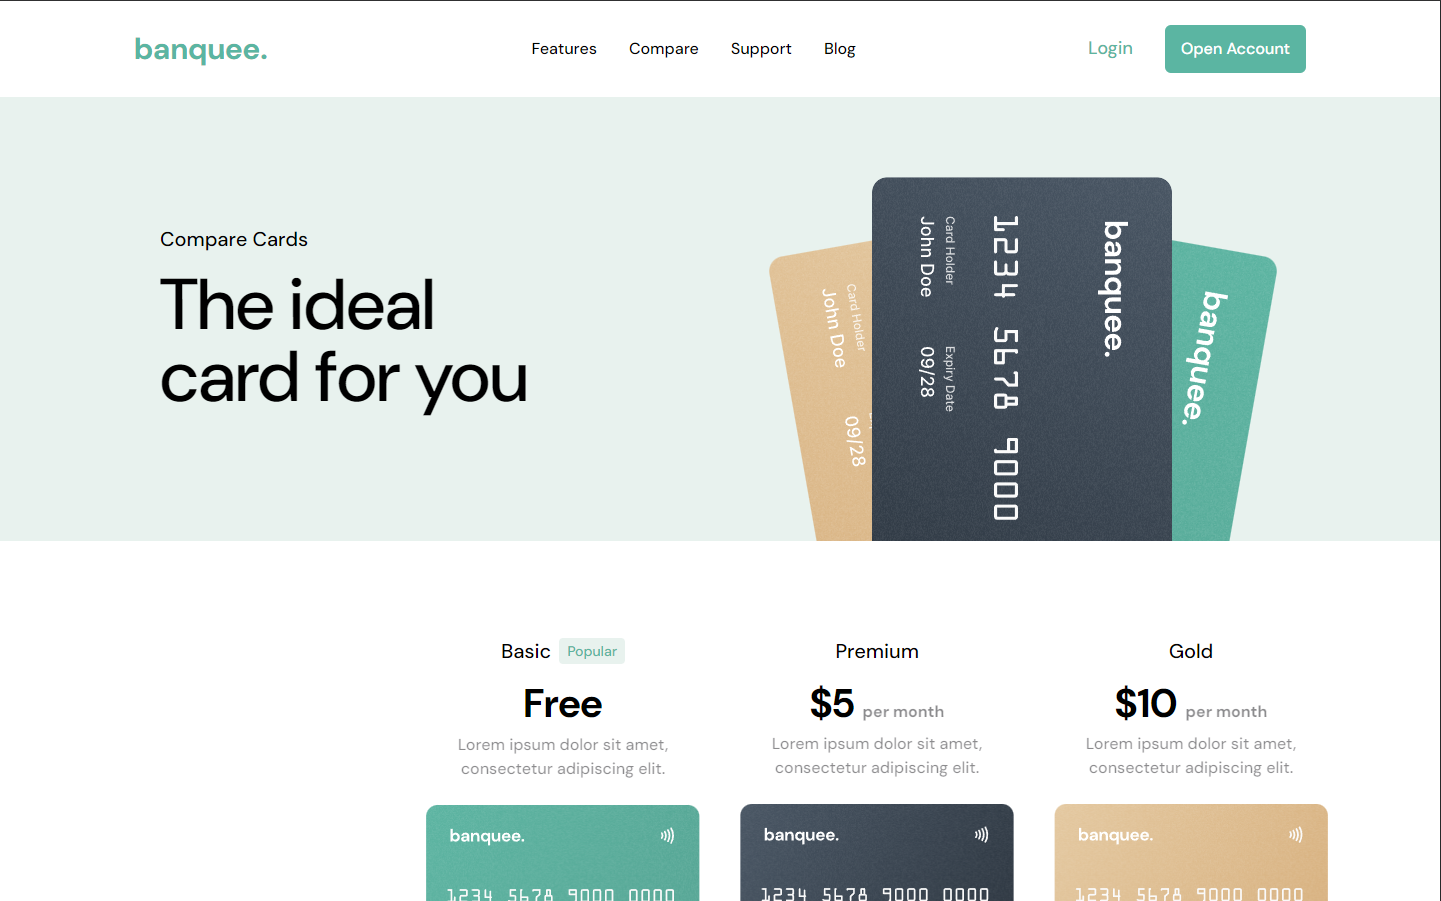 banquee.
Features
Compare
Support
Blog
Login
Open Account
Compare Cards
The ideal
card for you
Card Holder
John Doe
09/28
banquee.
1234 5678 9000
Card Holder
John Doe
Expiry Date
09/28
banquee.
Basic
Popular
Free
Lorem ipsum dolor sit amet,
consectetur adipiscing elit.
Premium
$5 per month
Lorem ipsum dolor sit amet,
consectetur adipiscing elit.
Gold
$10 per month
Lorem ipsum dolor sit amet,
consectetur adipiscing elit.
banquee.
1234 5678 9000 0000
banquee.
1234 5678 9000 0000
banquee.
1234 5678 9000 0000